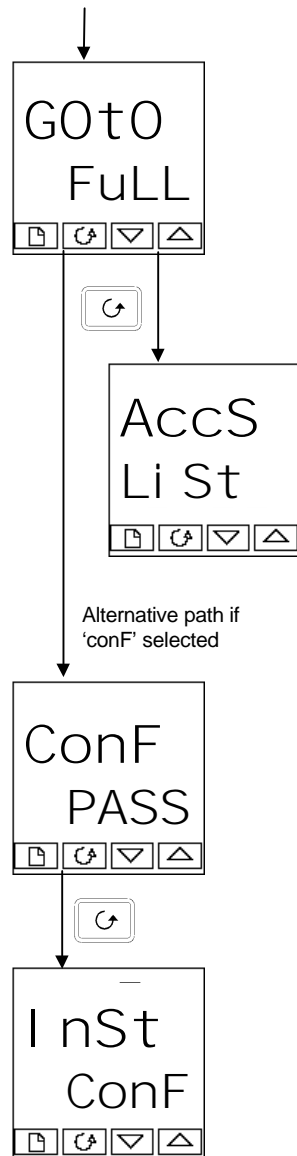 GOtO
FuLL
AccS
Li St
Alternative path if
‘conF’ selected
ConF
PASS
I nSt
ConF